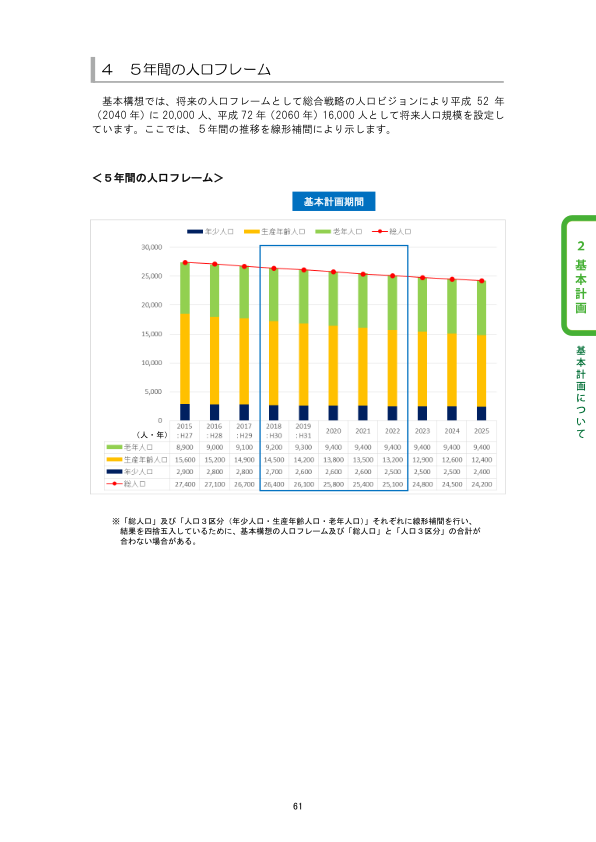 ４　５年間の人口フレーム
基本構想では、将来の人口フレームとして総合戦略の人口ビジョンにより平成 52 年
（2040 年）に 20,000 人、平成 72 年（2060 年）16,000 人として将来人口規模を設定し
ています。ここでは、５年間の推移を線形補間により示します。
＜５年間の人口フレーム＞
基本計画期間
年少人口 生産年齢人口 老年人口 総人口
30,000
25,000
20,000
15,000
10,000
5,000
0
（人・年） 2015:H27 2016:H28 2017:H29 2018:H30 2019:H31 2020 2021 2022 2023 2024 2025
老年人口 8,900 9,000 9,100 9,200 9,300 9,400 9,400 9,400 9,400 9,400 9,400
生産年齢人口 15,600 15,200 14,900 14,500 14,200 13,800 13,500 13,200 12,900 12,600 12,400
年少人口 2,900 2,800 2,800 2,700 2,600 2,600 2,600 2,500 2,500 2,500 2,400
総人口 27,400 27,100 26,700 26,400 26,100 25,800 25,400 25,100 24,800 24,500 24,200
※「総人口」及び「人口３区分（年少人口・生産年齢人口・老年人口）」それぞれに線形補間を行い、
結果を四捨五入しているために、基本構想の人口フレーム及び「総人口」と「人口３区分」の合計が
合わない場合がある。
2 基本計画
基本計画について
61